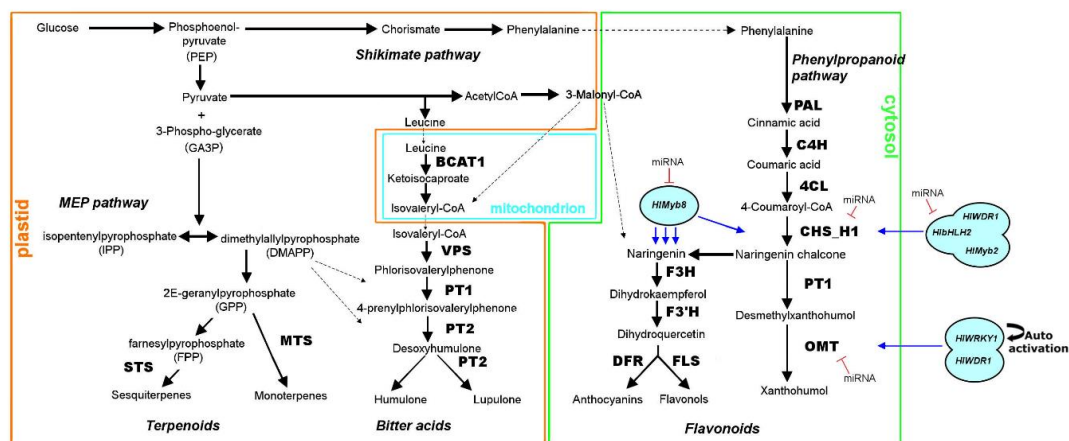 Glucose
Phosphoenol-
pyruvate
(PEP)
Chorismate
Phenylalanine
Shikimate pathway
Pyruvate
+
3-Phospho-glycerate
(GA3P)
AcetylCoA
3-Malonyl-CoA
Leucine
Leucine
BCAT1
Ketoisocaproate
Isovaleryl-CoA
mitochondrion
plastid
MEP pathway
isopentenylpyrophosphate
(IPP)
dimethylallylpyrophosphate
(DMAPP)
2E-geranylpyrophosphate
(GPP)
farnesylpyrophosphate
(FPP)
MTS
STS
Sesquiterpenes
Monoterpenes
Terpenoids
Isovaleryl-CoA
VPS
Phlorisovalerylphenone
PT1
4-prenylphlorisovalerylphenone
PT2
Desoxyhumulone
PT2
Humulone
Lupulone
Bitter acids
Phenylalanine
Phenylpropanoid
pathway
cytosol
PAL
Cinnamic acid
C4H
Coumaric acid
4CL
4-Coumaroyl-CoA
miRNA
CHS_H1
miRNA
HlMyb8
Naringenin
Naringenin chalcone
F3H
Dihydrokaempferol
F3'H
Dihydroquercetin
DFR
FLS
Anthocyanins
Flavonols
PT1
Desmethylxanthohumol
OMT
miRNA
Xanthohumol
Flavonoids
miRNA
HlWDR1
HlbHLH2
HlMyb2
HlWRKY1
HlWDR1
Auto
activation